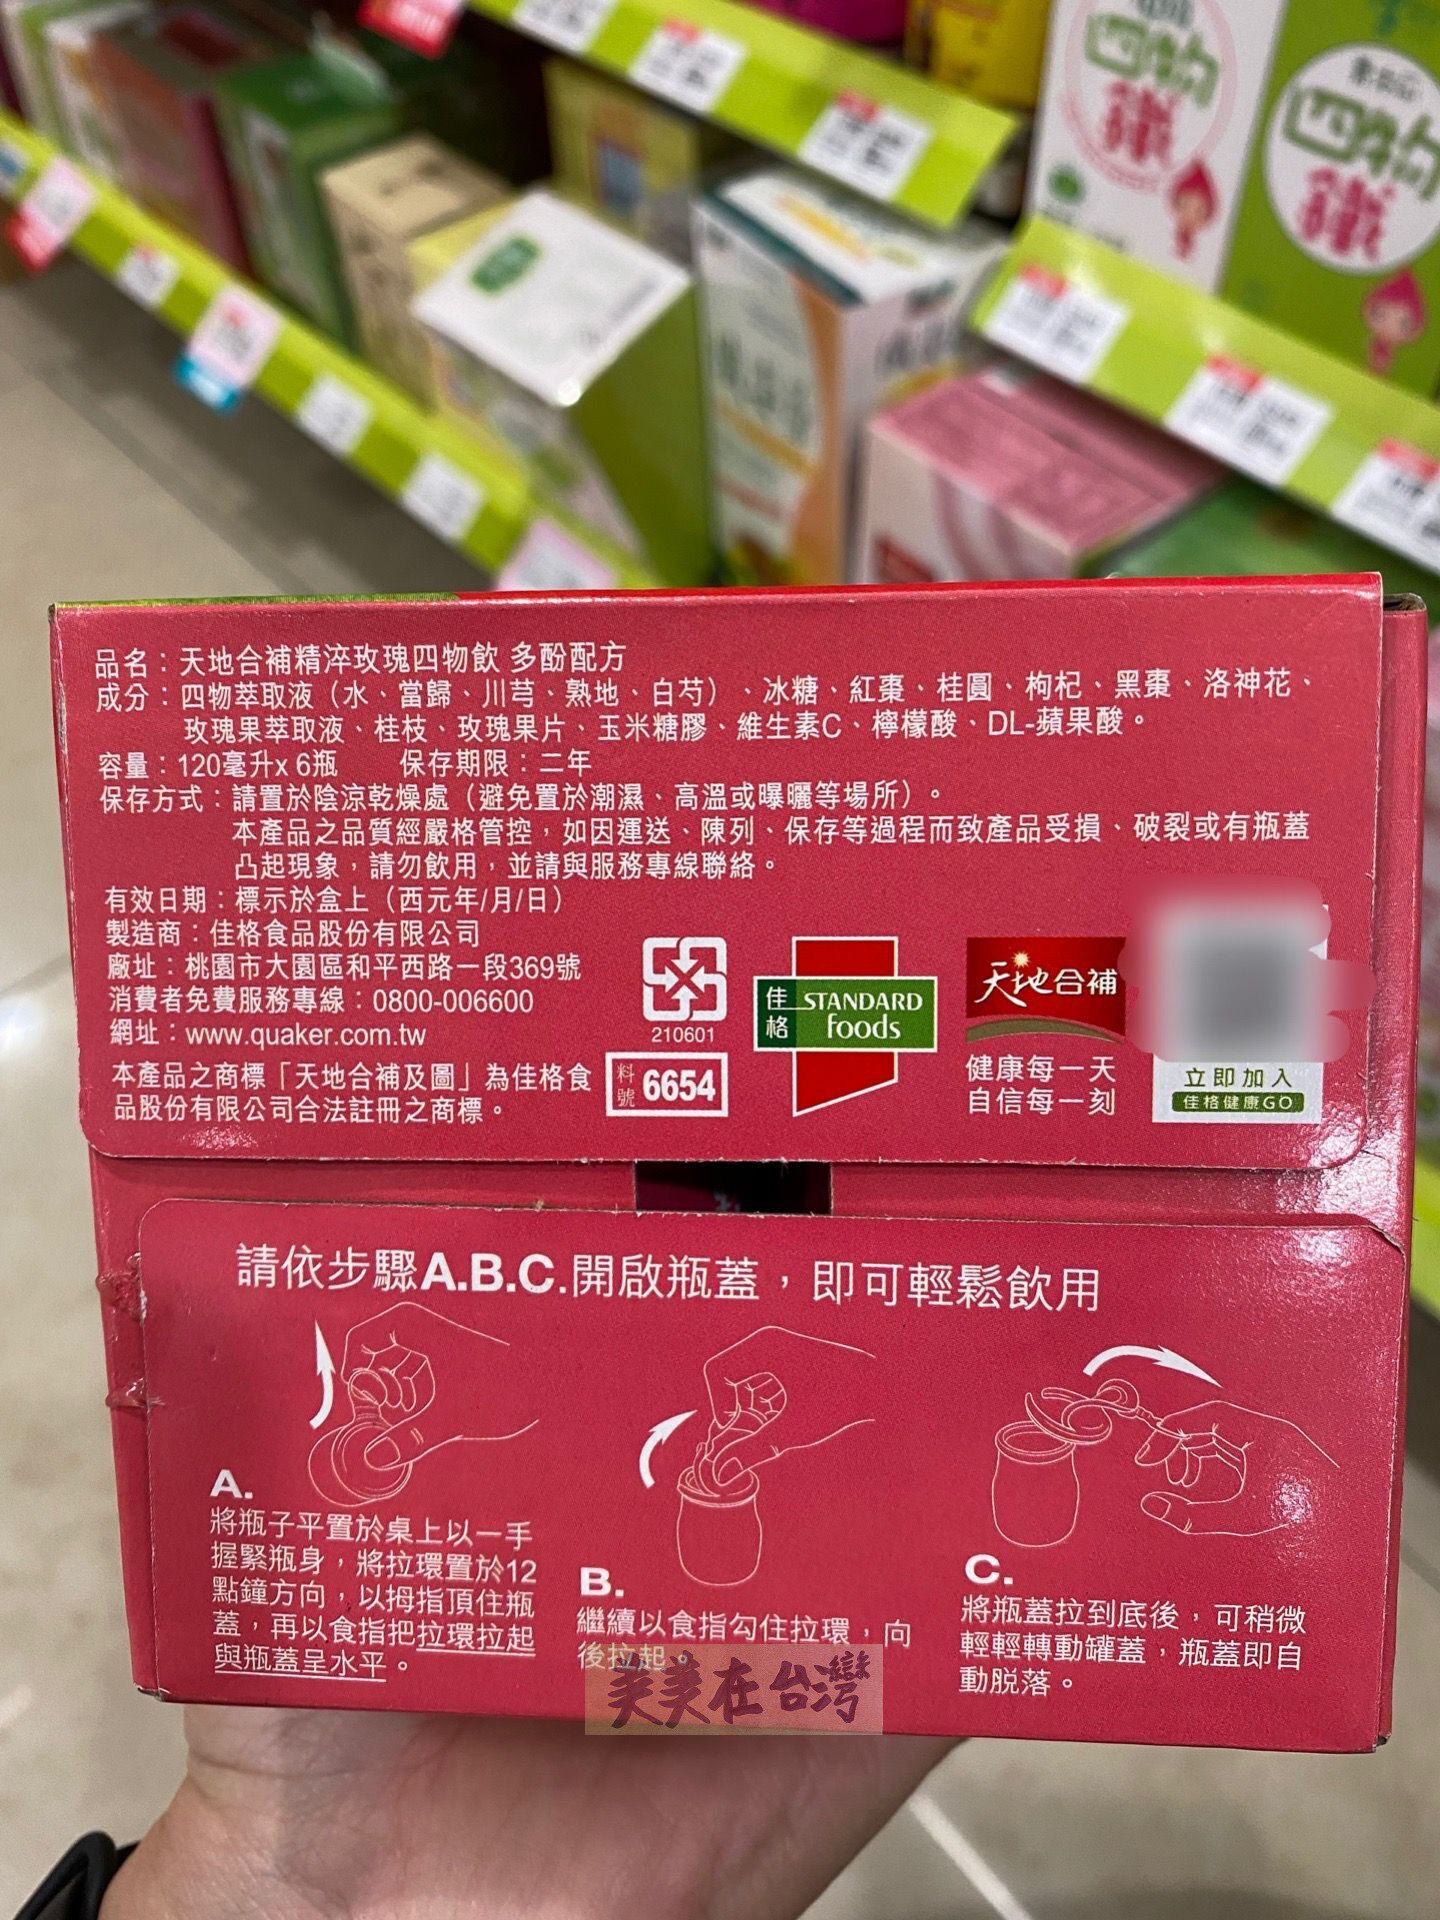 四物
鐵
四物
鐵
品名：天地合補精淬玫瑰四物飲 多酚配方
成分：四物萃取液（水、當歸、川芎、熟地、白芍）、冰糖、紅棗、桂圓、枸杞、黑棗、洛神花、
玫瑰果萃取液、桂枝、玫瑰果片、玉米糖膠、維生素C、檸檬酸、DL-蘋果酸。
容量：120毫升x 6瓶 保存期限：二年
保存方式：請置於陰涼乾燥處（避免置於潮濕、高溫或曝曬等場所）。
本產品之品質經嚴格管控，如因運送、陳列、保存等過程而致產品受損、破裂或有瓶蓋
凸起現象，請勿飲用，並請與服務專線聯絡。
有效日期：標示於盒上（西元年/月/日）
製造商：佳格食品股份有限公司
廠址：桃園市大園區和平西路一段369號
消費者免費服務專線：0800-006600
網址：www.quaker.com.tw
本產品之商標「天地合補及圖」為佳格食
品股份有限公司合法註冊之商標。
210601
料號 6654
佳格 STANDARD
foods
天地合補
健康每一天
自信每一刻
立即加入
佳格健康GO
請依步驟A.B.C.開啟瓶蓋，即可輕鬆飲用
A.
將瓶子平置於桌上以一手
握緊瓶身，將拉環置於12
點鐘方向，以拇指頂住瓶
蓋，再以食指把拉環拉起
與瓶蓋呈水平。
B.
繼續以食指勾住拉環，向
後拉起。
C.
將瓶蓋拉到底後，可稍微
輕輕轉動罐蓋，瓶蓋即自
動脫落。
美美在台灣